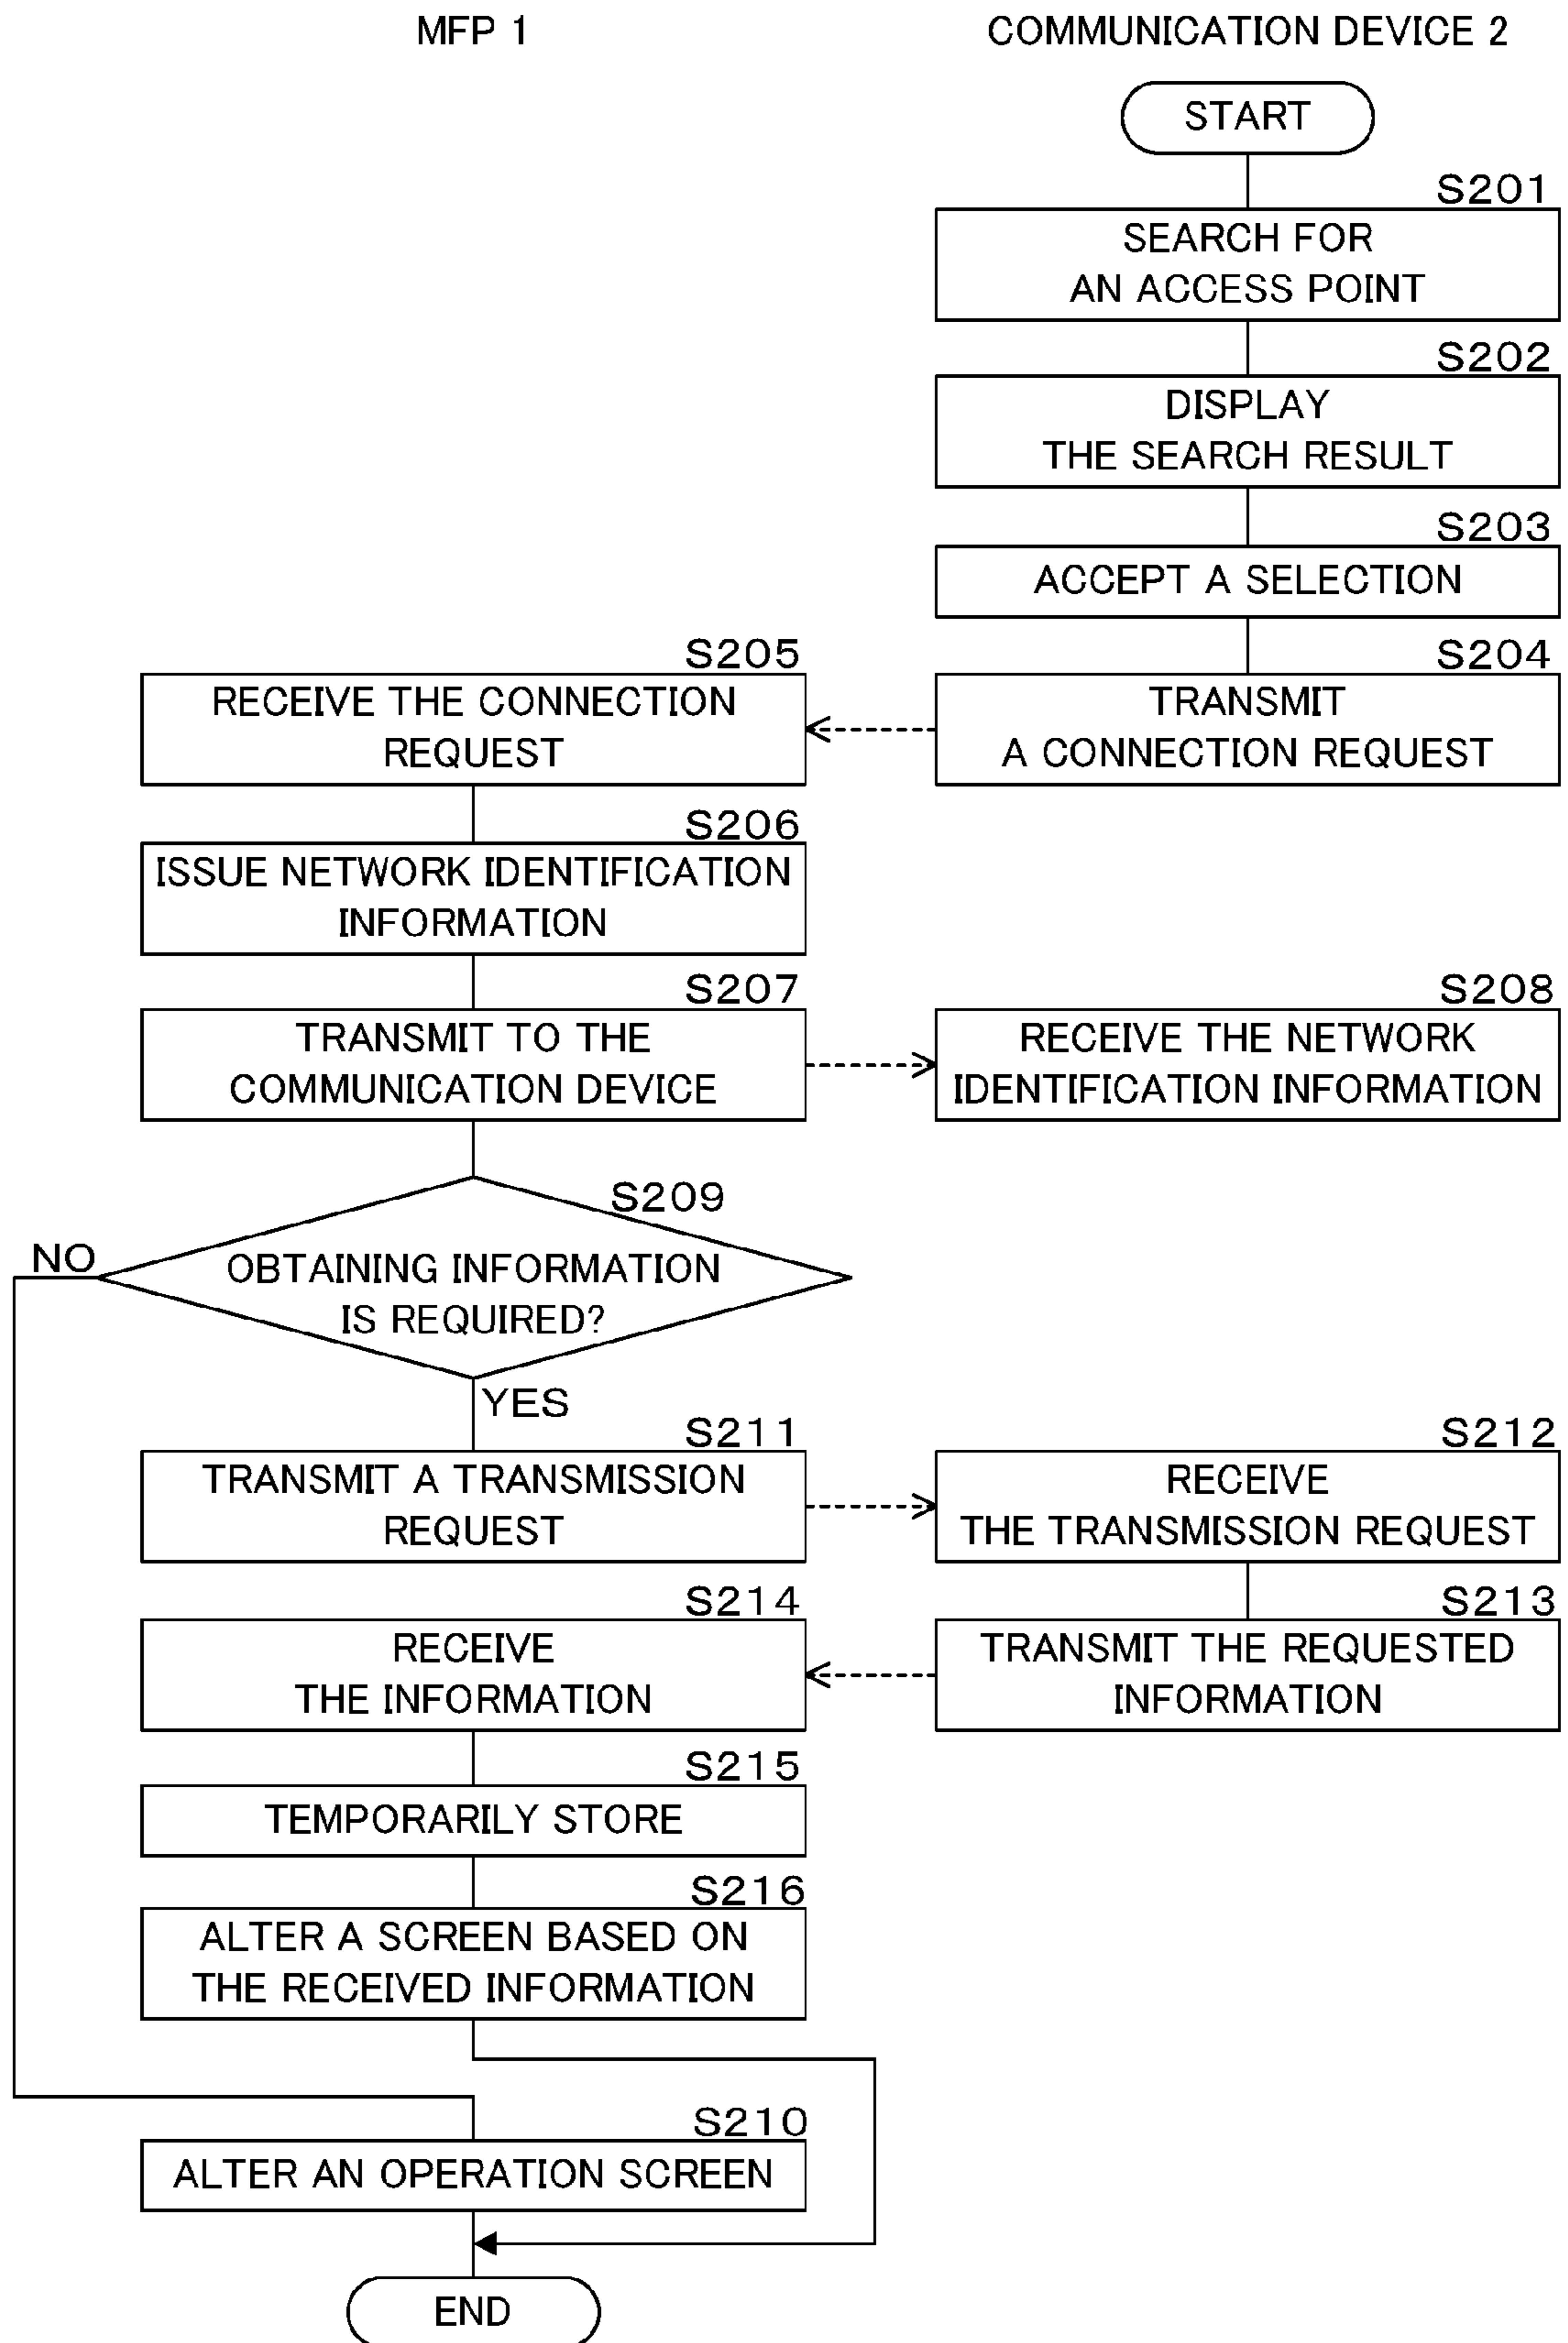 MFP 1
COMMUNICATION DEVICE 2
START
S201
SEARCH FOR
AN ACCESS POINT
S202
DISPLAY
THE SEARCH RESULT
S203
ACCEPT A SELECTION
S204
TRANSMIT
A CONNECTION REQUEST
S205
RECEIVE THE CONNECTION
REQUEST
S206
ISSUE NETWORK IDENTIFICATION
INFORMATION
S207
TRANSMIT TO THE
COMMUNICATION DEVICE
S208
RECEIVE THE NETWORK
IDENTIFICATION INFORMATION
S209
OBTAINING INFORMATION
IS REQUIRED?
NO
YES
S211
TRANSMIT A TRANSMISSION
REQUEST
S212
RECEIVE
THE TRANSMISSION REQUEST
S213
TRANSMIT THE REQUESTED
INFORMATION
S214
RECEIVE
THE INFORMATION
S215
TEMPORARILY STORE
S216
ALTER A SCREEN BASED ON
THE RECEIVED INFORMATION
S210
ALTER AN OPERATION SCREEN
END